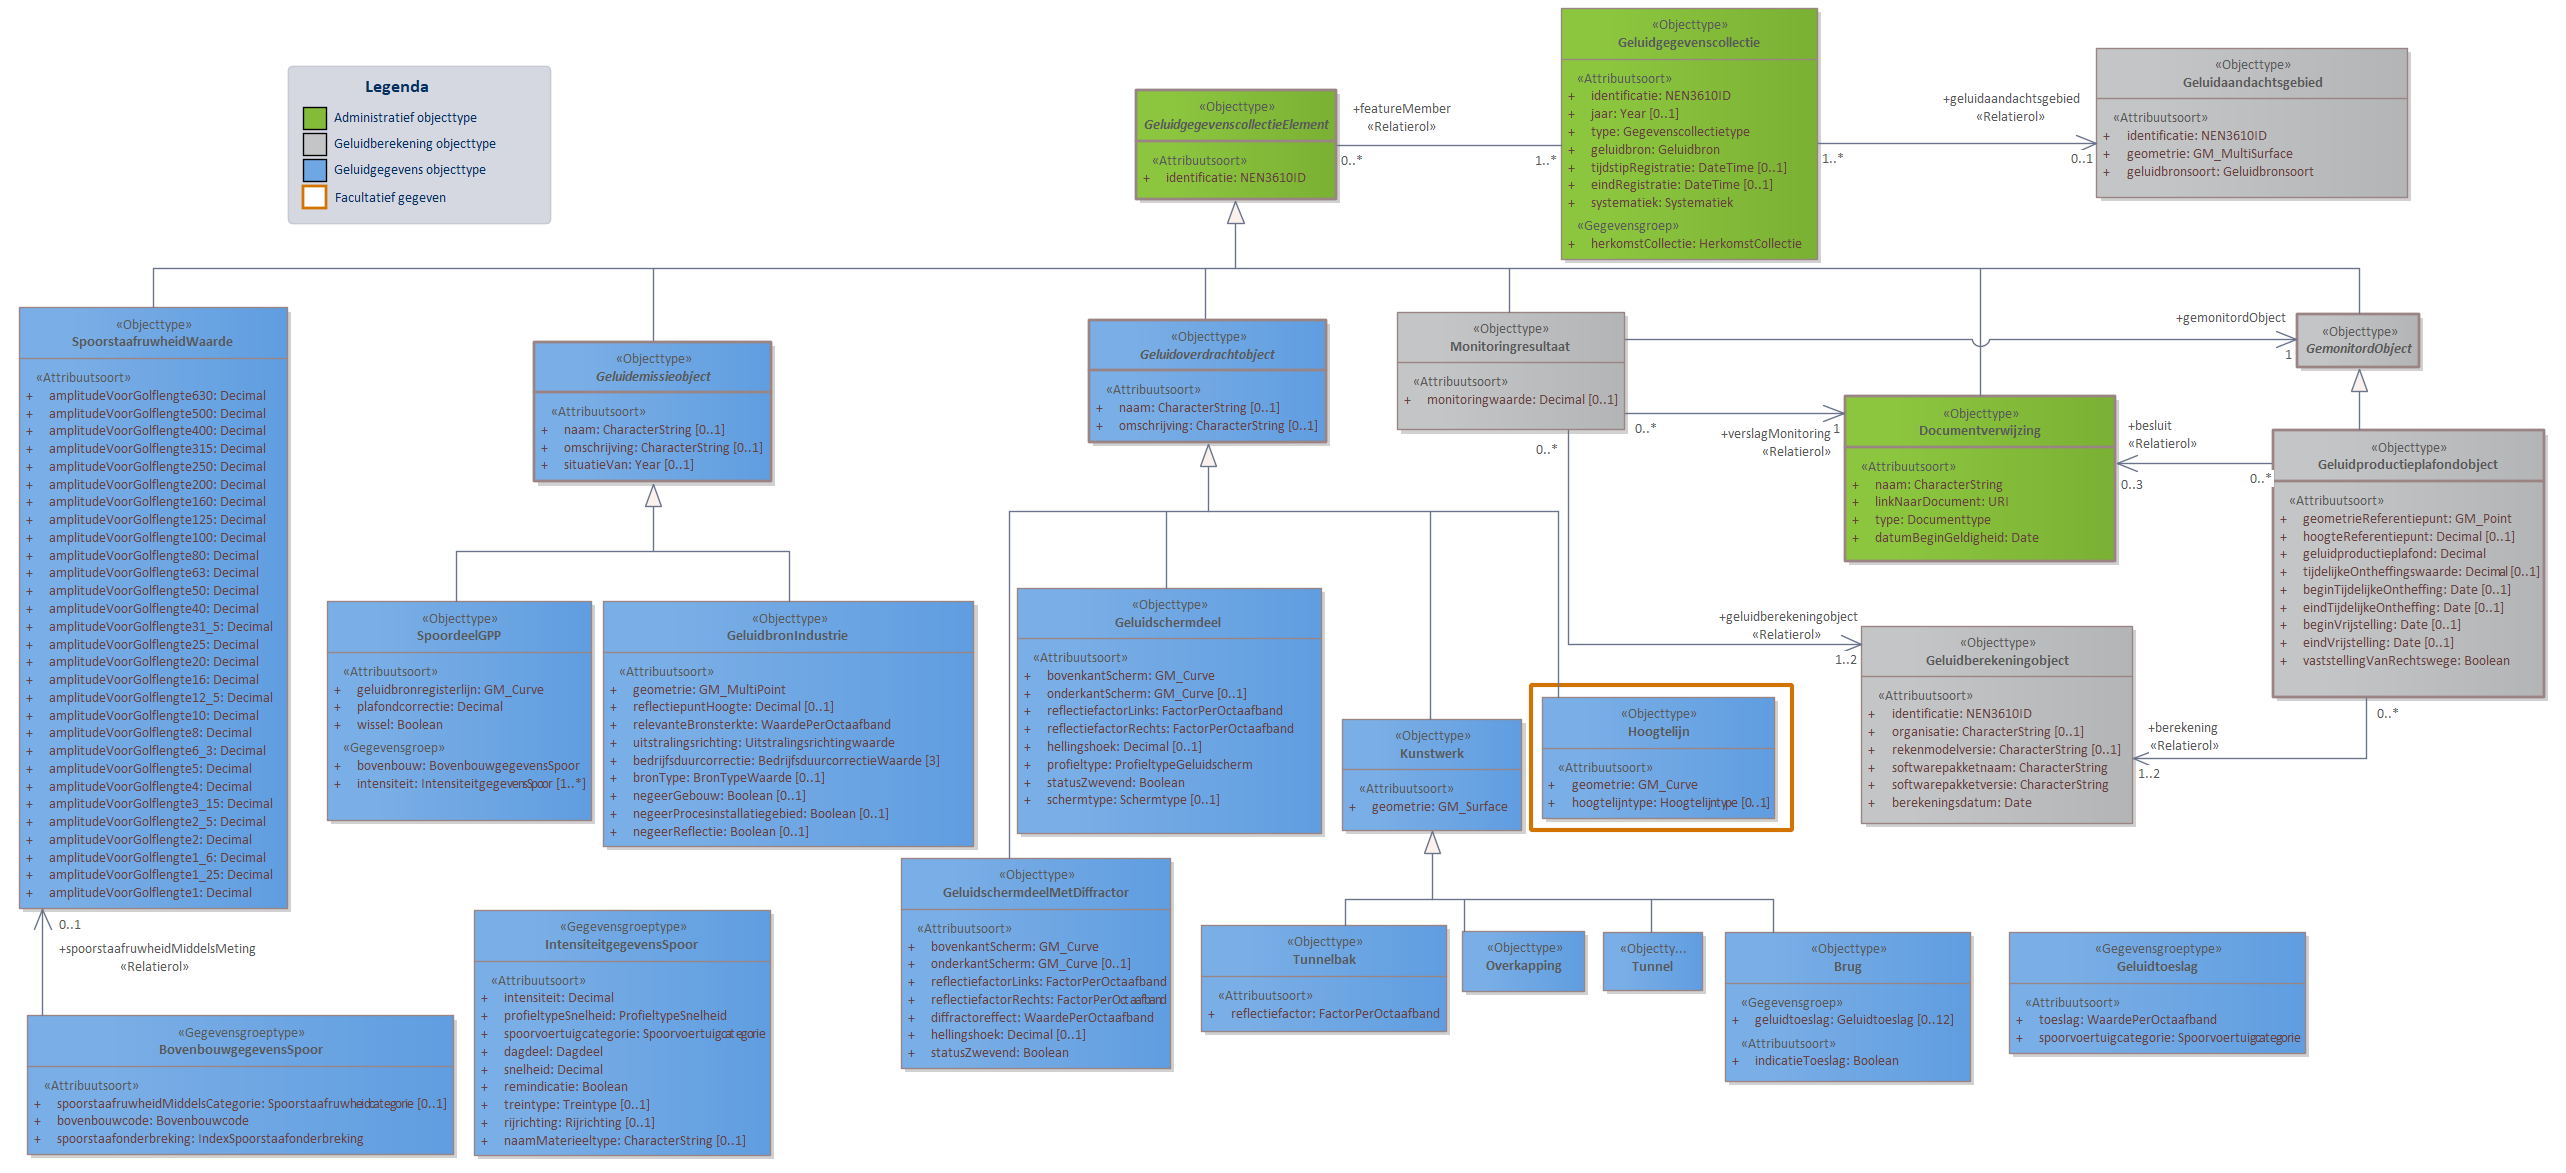 Legenda
Administratief objecttype
Geluidberekening objecttype
Geluidgegevens objecttype
Facultatief gegeven
«Objecttype»
GeluidgegevenscollectieElement
«Attribuutsoort»
+ identificatie: NEN3610ID
+featureMember
«Relatierol»
0..*
1..*
«Objecttype»
Geluidgegevenscollectie
«Attribuutsoort»
+ identificatie: NEN3610ID
+ jaar: Year [0..1]
+ type: Gegevenscollectietype
+ geluidbron: Geluidbron
+ tijdstipRegistratie: DateTime [0..1]
+ eindRegistratie: DateTime [0..1]
+ systematiek: Systematiek
«Gegevensgroep»
+ herkomstCollectie: HerkomstCollectie
+geluidaandachtsgebied
«Relatierol»
1..*
0..1
«Objecttype»
Geluidaandachtsgebied
«Attribuutsoort»
+ identificatie: NEN3610ID
+ geometrie: GM_MultiSurface
+ geluidbronsoort: Geluidbronsoort
«Objecttype»
SpoorstaafruwheidWaarde
«Attribuutsoort»
+ amplitudeVoorGolflengte630: Decimal
+ amplitudeVoorGolflengte500: Decimal
+ amplitudeVoorGolflengte400: Decimal
+ amplitudeVoorGolflengte315: Decimal
+ amplitudeVoorGolflengte250: Decimal
+ amplitudeVoorGolflengte200: Decimal
+ amplitudeVoorGolflengte160: Decimal
+ amplitudeVoorGolflengte125: Decimal
+ amplitudeVoorGolflengte100: Decimal
+ amplitudeVoorGolflengte80: Decimal
+ amplitudeVoorGolflengte63: Decimal
+ amplitudeVoorGolflengte50: Decimal
+ amplitudeVoorGolflengte40: Decimal
+ amplitudeVoorGolflengte31_5: Decimal
+ amplitudeVoorGolflengte25: Decimal
+ amplitudeVoorGolflengte20: Decimal
+ amplitudeVoorGolflengte16: Decimal
+ amplitudeVoorGolflengte12_5: Decimal
+ amplitudeVoorGolflengte10: Decimal
+ amplitudeVoorGolflengte8: Decimal
+ amplitudeVoorGolflengte6_3: Decimal
+ amplitudeVoorGolflengte5: Decimal
+ amplitudeVoorGolflengte4: Decimal
+ amplitudeVoorGolflengte3_15: Decimal
+ amplitudeVoorGolflengte2_5: Decimal
+ amplitudeVoorGolflengte2: Decimal
+ amplitudeVoorGolflengte1_6: Decimal
+ amplitudeVoorGolflengte1_25: Decimal
+ amplitudeVoorGolflengte1: Decimal
«Objecttype»
Geluidemissieobject
«Attribuutsoort»
+ naam: CharacterString [0..1]
+ omschrijving: CharacterString [0..1]
+ situatieVan: Year [0..1]
«Objecttype»
Geluidoverdrachtobject
«Attribuutsoort»
+ naam: CharacterString [0..1]
+ omschrijving: CharacterString [0..1]
«Objecttype»
Monitoringresultaat
«Attribuutsoort»
+ monitoringwaarde: Decimal [0..1]
+gemonitordObject
1
«Objecttype»
GemonitordObject
0..*
+verslagMonitoring
«Relatierol»
1
0..*
«Objecttype»
Documentverwijzing
«Attribuutsoort»
+ naam: CharacterString
+ linkNaarDocument: URI
+ type: Documenttype
+ datumBeginGeldigheid: Date
+besluit
«Relatierol»
0..3
0..*
«Objecttype»
Geluidproductieplafondobject
«Attribuutsoort»
+ geometrieReferentiepunt: GM_Point
+ hoogteReferentiepunt: Decimal [0..1]
+ geluidproductieplafond: Decimal
+ tijdelijkeOntheffingswaarde: Decimal [0..1]
+ beginTijdelijkeOntheffing: Date [0..1]
+ eindTijdelijkeOntheffing: Date [0..1]
+ beginVrijstelling: Date [0..1]
+ eindVrijstelling: Date [0..1]
+ vaststellingVanRechtswege: Boolean
«Objecttype»
SpoordeelGPP
«Attribuutsoort»
+ geluidbronregisterlijn: GM_Curve
+ plafondcorrectie: Decimal
+ wissel: Boolean
«Gegevensgroep»
+ bovenbouw: BovenbouwgegevensSpoor
+ intensiteit: IntensiteitgegevensSpoor [1..*]
«Objecttype»
GeluidbronIndustrie
«Attribuutsoort»
+ geometrie: GM_MultiPoint
+ reflectiepuntHoogte: Decimal [0..1]
+ relevanteBronsterkte: WaardePerOctaafband
+ uitstralingsrichting: Uitstralingsrichtingwaarde
+ bedrijfsduurcorrectie: BedrijfsduurcorrectieWaarde [3]
+ bronType: BronTypeWaarde [0..1]
+ negeerGebouw: Boolean [0..1]
+ negeerProcesinstallatiegebied: Boolean [0..1]
+ negeerReflectie: Boolean [0..1]
«Objecttype»
Geluidschermdeel
«Attribuutsoort»
+ bovenkantScherm: GM_Curve
+ onderkantScherm: GM_Curve [0..1]
+ reflectiefactorLinks: FactorPerOctaafband
+ reflectiefactorRechts: FactorPerOctaafband
+ hellingshoek: Decimal [0..1]
+ profieltype: ProfieltypeGeluidscherm
+ statusZwevend: Boolean
+ schermtype: Schermtype [0..1]
«Objecttype»
Kunstwerk
«Attribuutsoort»
+ geometrie: GM_Surface
«Objecttype»
Hoogtelijn
«Attribuutsoort»
+ geometrie: GM_Curve
+ hoogtelijntype: Hoogtelijntype [0..1]
+geluidberekeningobject
«Relatierol»
1..2
«Objecttype»
Geluidberekeningobject
«Attribuutsoort»
+ identificatie: NEN3610ID
+ organisatie: CharacterString [0..1]
+ rekenmodelversie: CharacterString [0..1]
+ softwarepakketnaam: CharacterString
+ softwarepakketversie: CharacterString
+ berekeningsdatum: Date
0..*
+berekening
«Relatierol»
1..2
«Objecttype»
GeluidschermdeelMetDiffractor
«Attribuutsoort»
+ bovenkantScherm: GM_Curve
+ onderkantScherm: GM_Curve [0..1]
+ reflectiefactorLinks: FactorPerOctaafband
+ reflectiefactorRechts: FactorPerOctaafband
+ diffractoreffect: WaardePerOctaafband
+ hellingshoek: Decimal [0..1]
+ statusZwevend: Boolean
0..1
+spoorstaafruwheidMiddelsMeting
«Relatierol»
«Gegevensgroeptype»
BovenbouwgegevensSpoor
«Attribuutsoort»
+ spoorstaafruwheidMiddelsCategorie: Spoorstaafruwheidcategorie [0..1]
+ bovenbouwcode: Bovenbouwcode
+ spoorstaafonderbreking: IndexSpoorstaafonderbreking
«Gegevensgroeptype»
IntensiteitgegevensSpoor
«Attribuutsoort»
+ intensiteit: Decimal
+ profieltypeSnelheid: ProfieltypeSnelheid
+ spoorvoertuigcategorie: Spoorvoertuigcategorie
+ dagdeel: Dagdeel
+ snelheid: Decimal
+ remindicatie: Boolean
+ treintype: Treintype [0..1]
+ rijrichting: Rijrichting [0..1]
+ naamMaterieeltype: CharacterString [0..1]
«Objecttype»
Tunnelbak
«Attribuutsoort»
+ reflectiefactor: FactorPerOctaafband
«Objecttype»
Overkapping
«Objectty...
Tunnel
«Objecttype»
Brug
«Gegevensgroep»
+ geluidtoeslag: Geluidtoeslag [0..12]
«Attribuutsoort»
+ indicatieToeslag: Boolean
«Gegevensgroeptype»
Geluidtoeslag
«Attribuutsoort»
+ toeslag: WaardePerOctaafband
+ spoorvoertuigcategorie: Spoorvoertuigcategorie